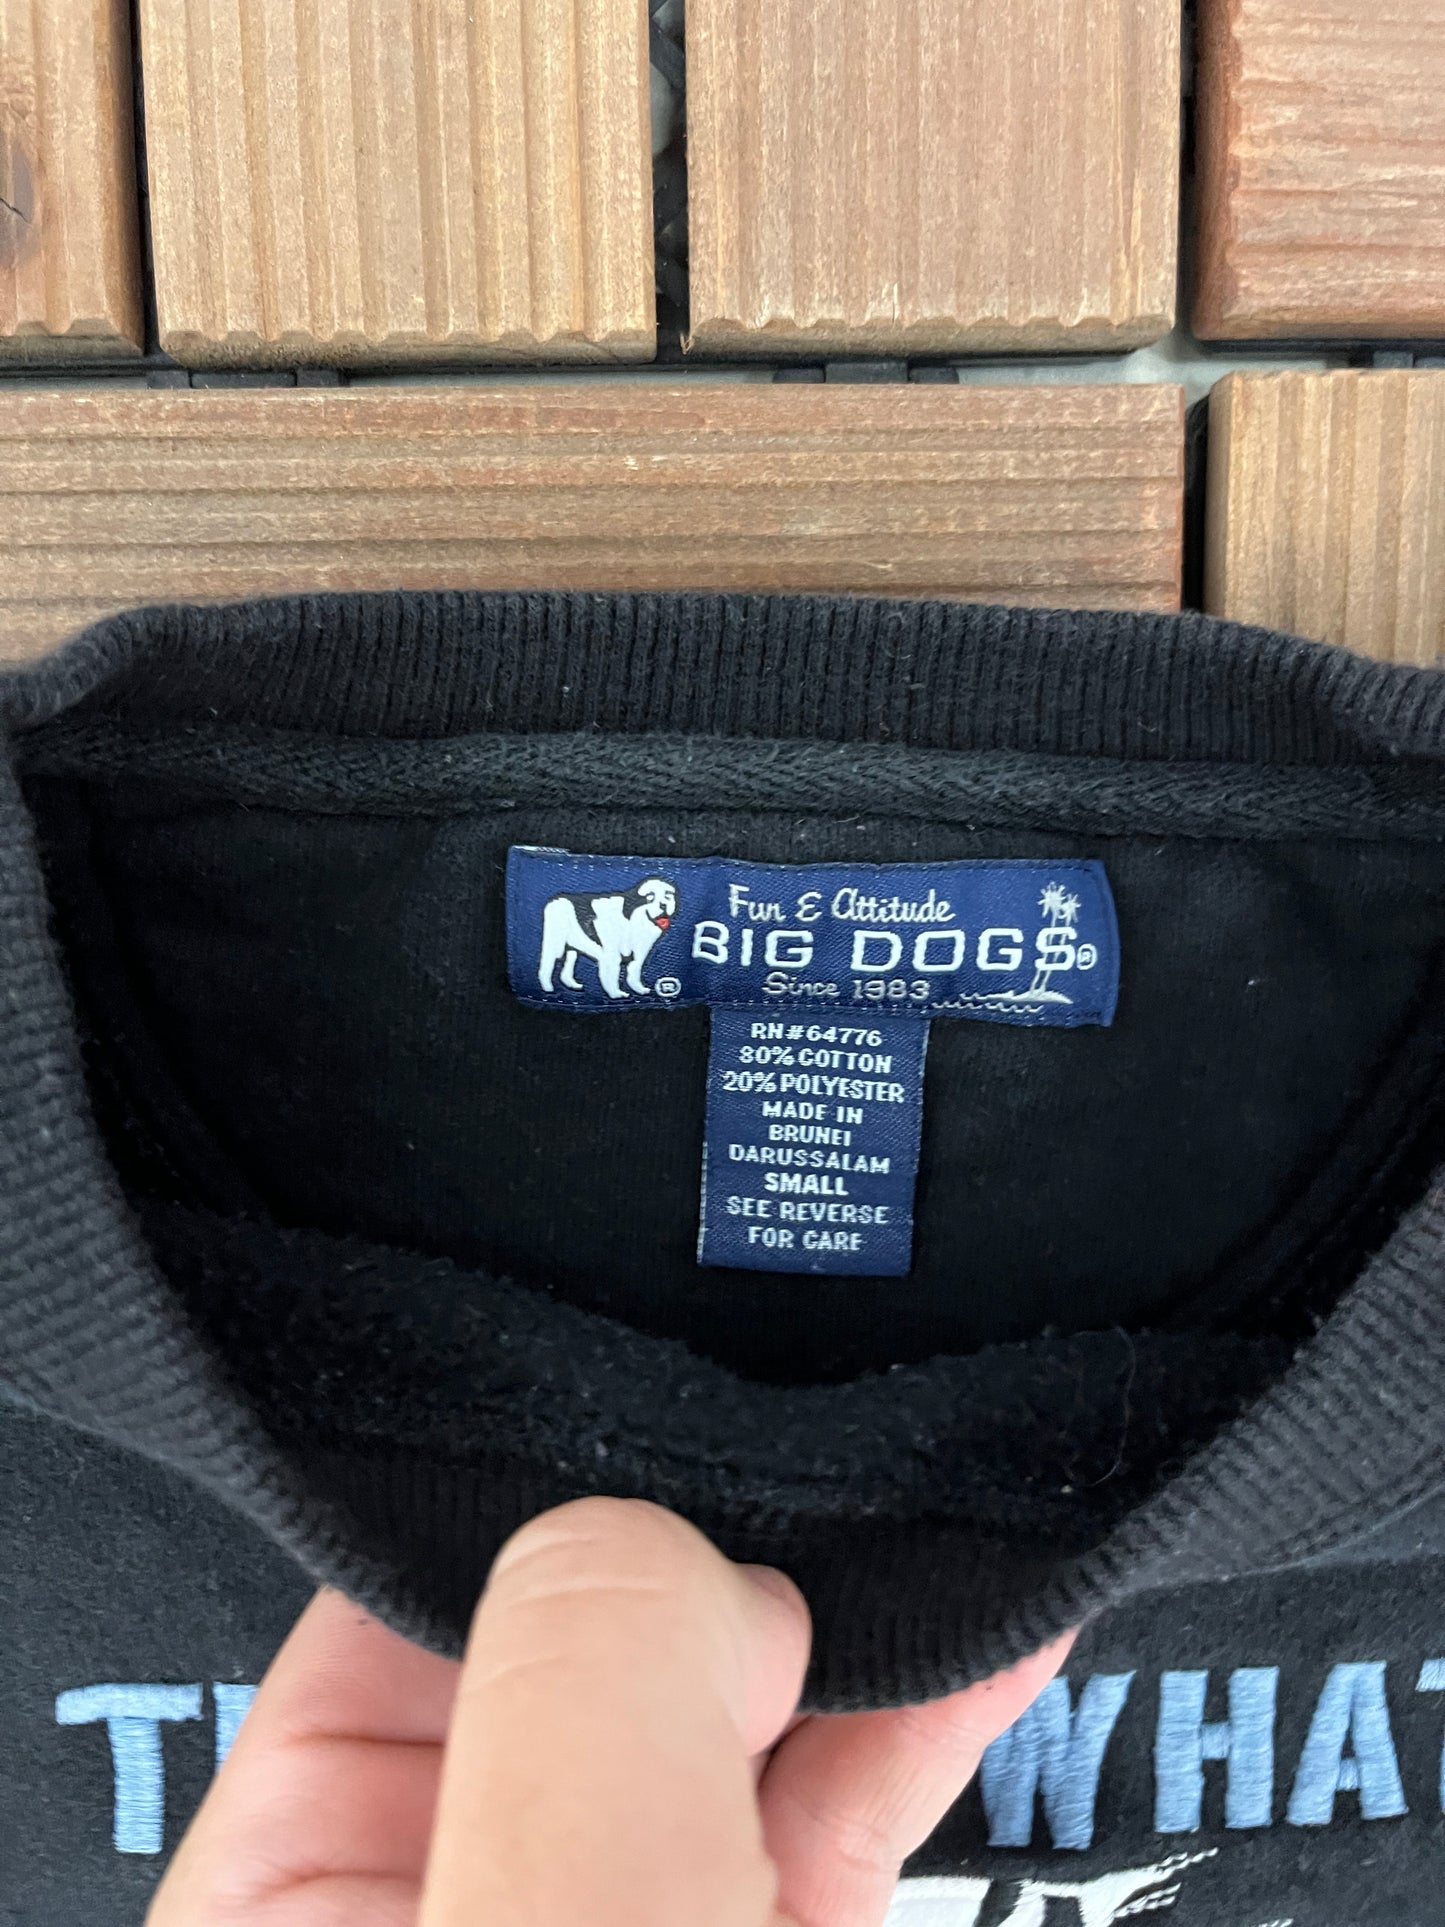 Fun & Attitude
BIG DOGS®
Since 1983
®
RN#64776
80% COTTON
20% POLYESTER
MADE IN
BRUNEI
DARUSSALAM
SMALL
SEE REVERSE
FOR CARE